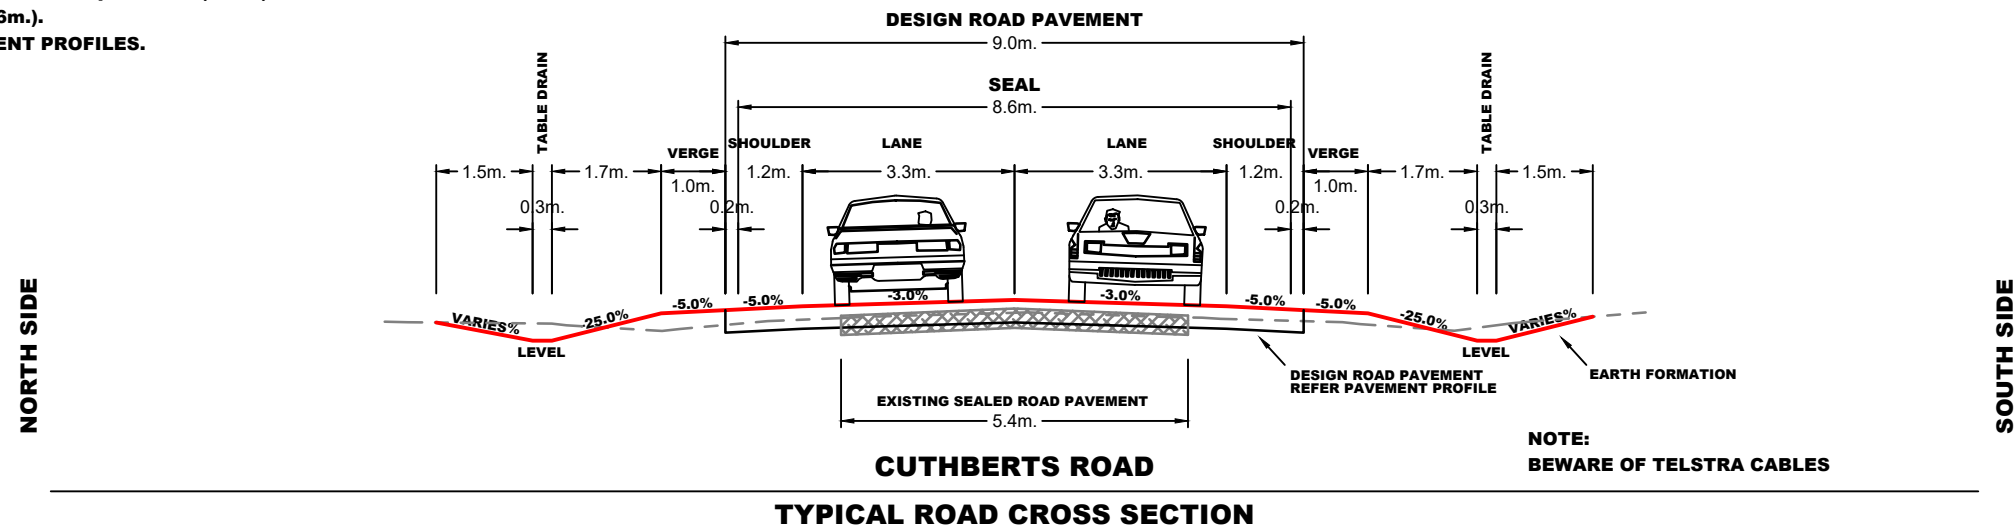 6m.).
ENT PROFILES.
DESIGN ROAD PAVEMENT
9.0m.
SEAL
8.6m.
TABLE DRAIN
TABLE DRAIN
VERGE
SHOULDER
LANE
LANE
SHOULDER
VERGE
1.5m.
1.7m.
1.0m.
1.2m.
3.3m.
3.3m.
1.2m.
1.0m.
1.7m.
1.5m.
0.3m.
0.2m.
0.2m.
0.3m.
VARIES%
-25.0%
-5.0%
-5.0%
-3.0%
-3.0%
-5.0%
-5.0%
-25.0%
VARIES%
LEVEL
LEVEL
DESIGN ROAD PAVEMENT
REFER PAVEMENT PROFILE
EARTH FORMATION
EXISTING SEALED ROAD PAVEMENT
5.4m.
NORTH SIDE
SOUTH SIDE
NOTE:
BEWARE OF TELSTRA CABLES
CUTHBERTS ROAD
TYPICAL ROAD CROSS SECTION